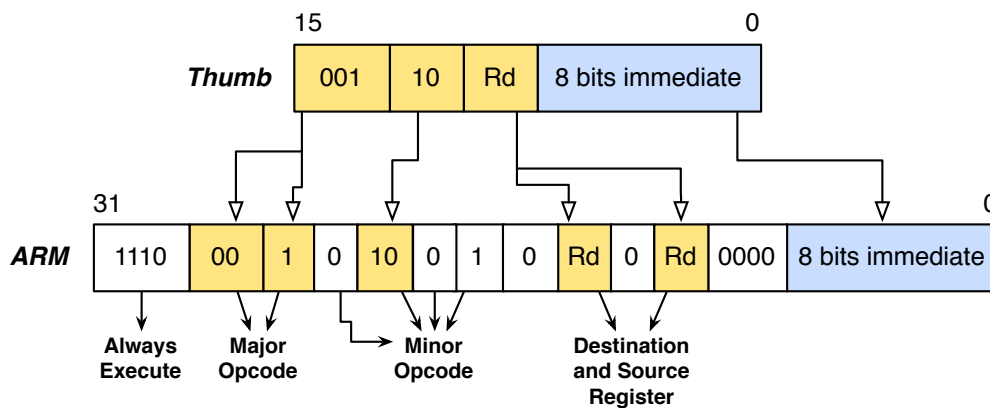 15 0
Thumb 001 10 Rd 8 bits immediate
31 0
ARM 1110 00 1 0 10 0 1 0 Rd 0 Rd 0000 8 bits immediate
Always
Execute
Major
Opcode
Minor
Opcode
Destination
and Source
Register